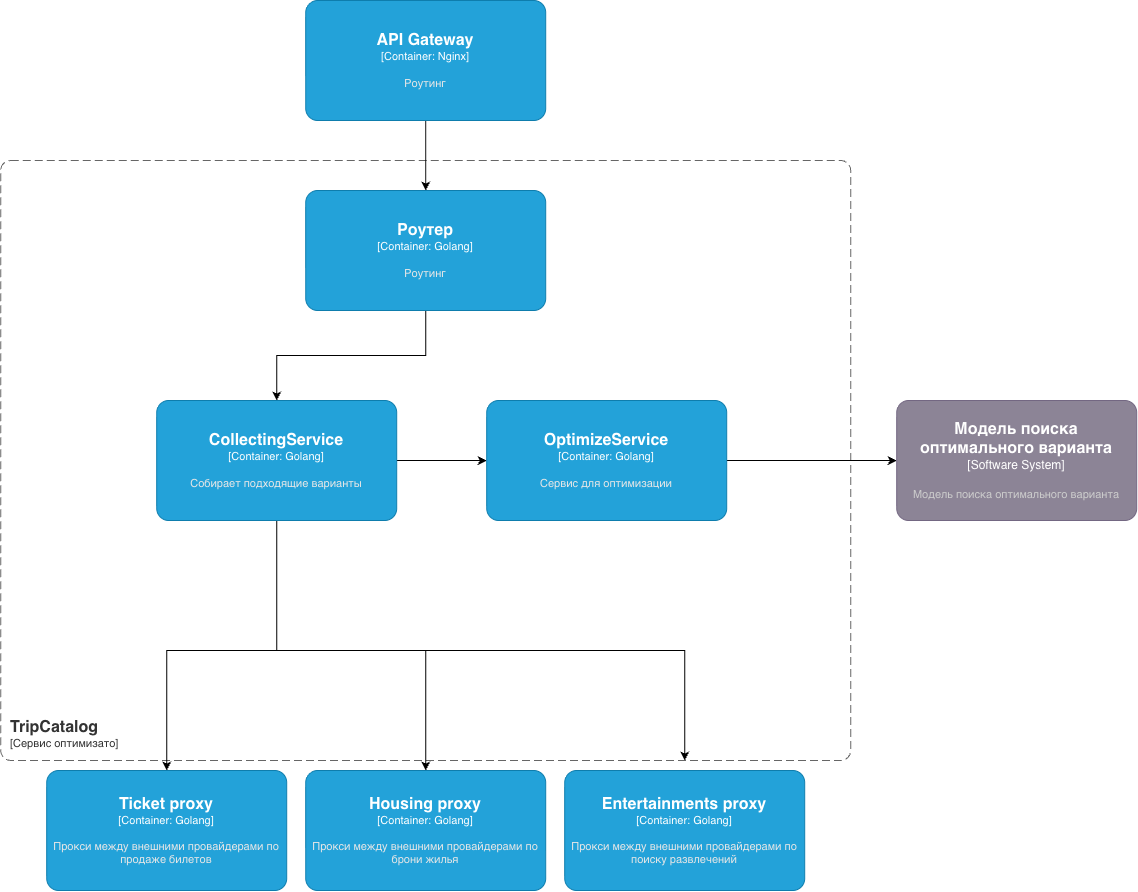 API Gateway
[Container: Nginx]
Роутинг
Роутер
[Container: Golang]
Роутинг
CollectingService
[Container: Golang]
Собирает подходящие варианты
OptimizeService
[Container: Golang]
Сервис для оптимизации
Модель поиска
оптимального варианта
[Software System]
Модель поиска оптимального варианта
TripCatalog
[Сервис оптимизато]
Ticket proxy
[Container: Golang]
Прокси между внешними провайдерами по
продаже билетов
Housing proxy
[Container: Golang]
Прокси между внешними провайдерами по
брони жилья
Entertainments proxy
[Container: Golang]
Прокси между внешними провайдерами по
поиску развлечений